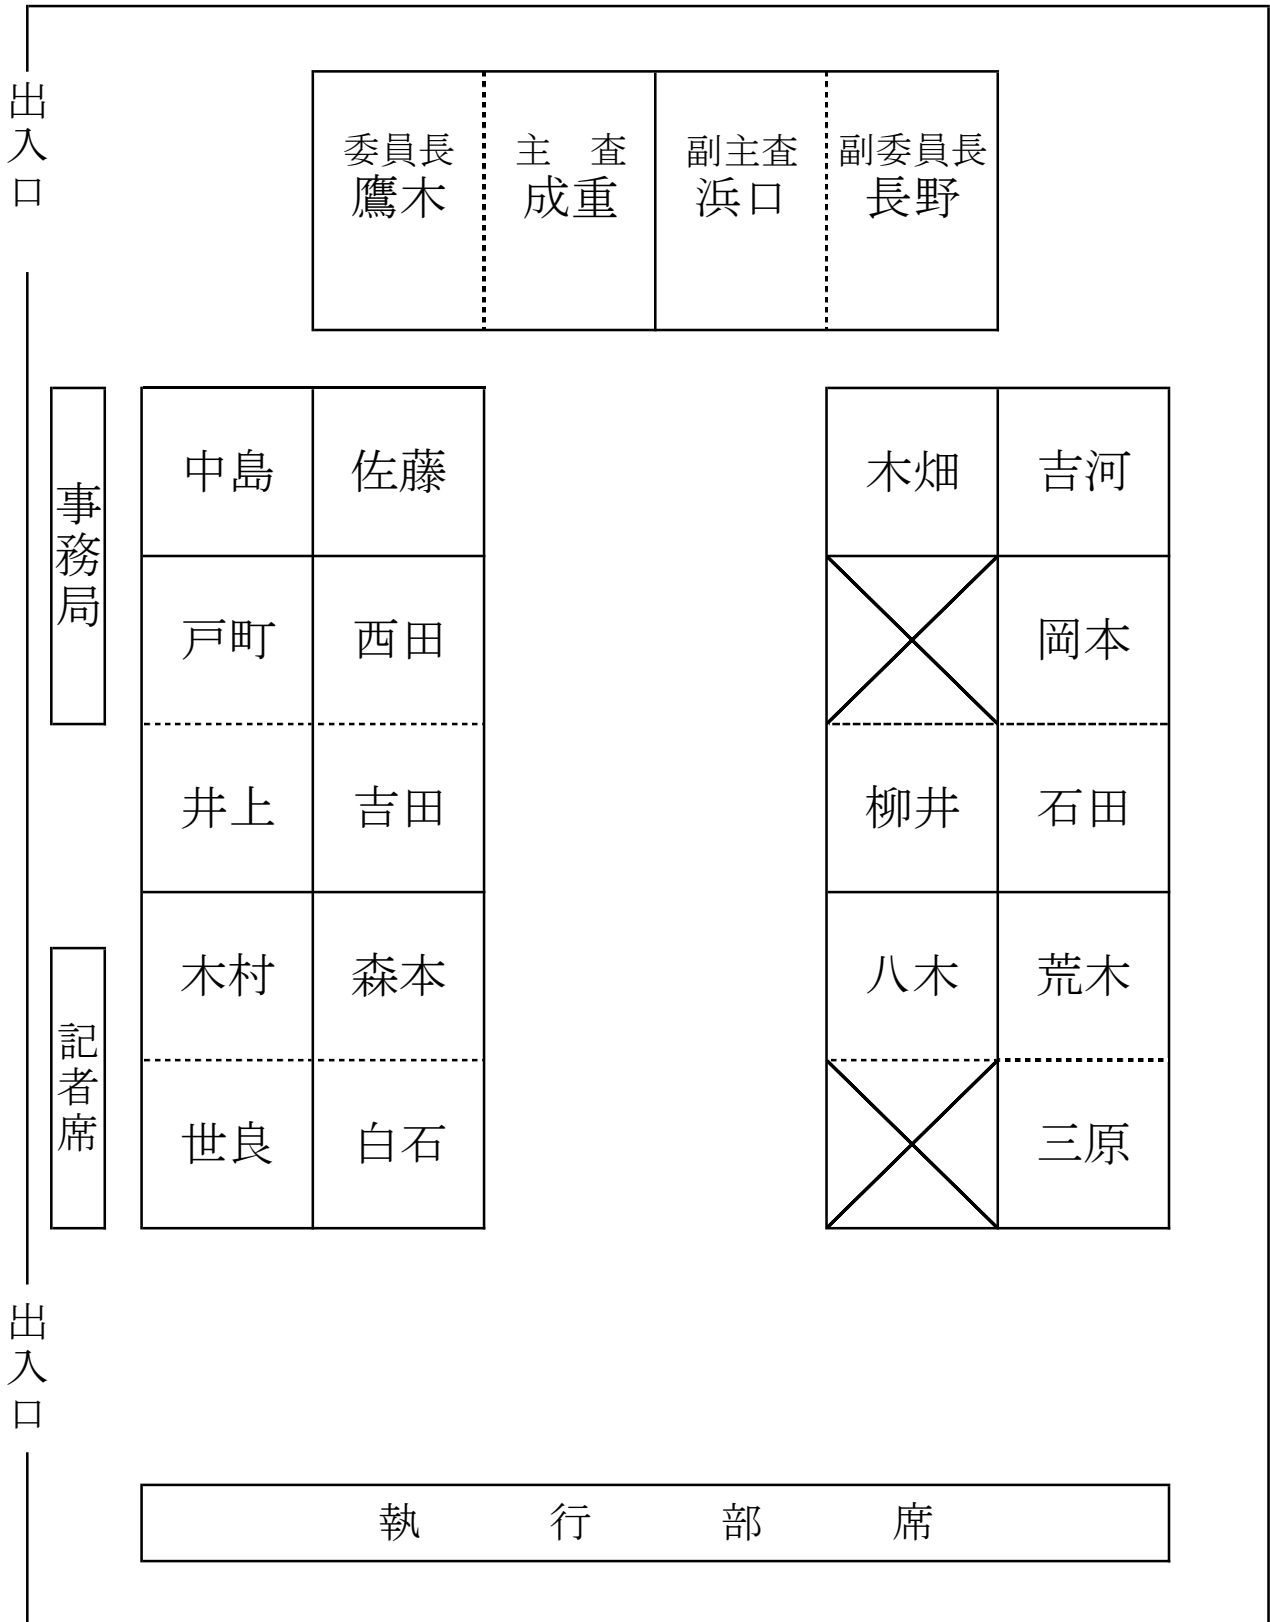 出入口
委員長 主　査 副主査 副委員長
鷹木 成重 浜口 長野
事務局
中島 佐藤 木畑 吉河
戸町 西田 岡本
井上 吉田 柳井 石田
記者席
木村 森本 八木 荒木
世良 白石 三原
出入口
執行部席